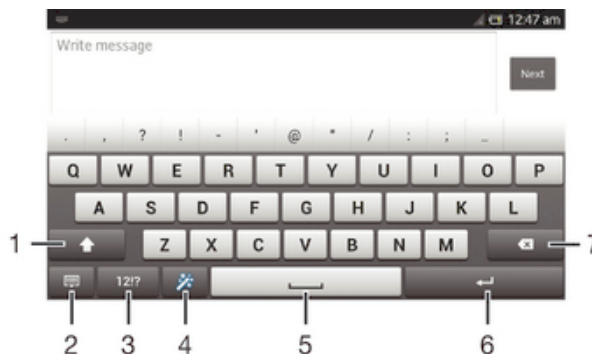 12:47 am
Write message
Next
. , ? ! - ' @ " / : ; _
Q W E R T Y U I O P
A S D F G H J K L
1 Z X C V B N M 7
12!?
2 3 4 5 6